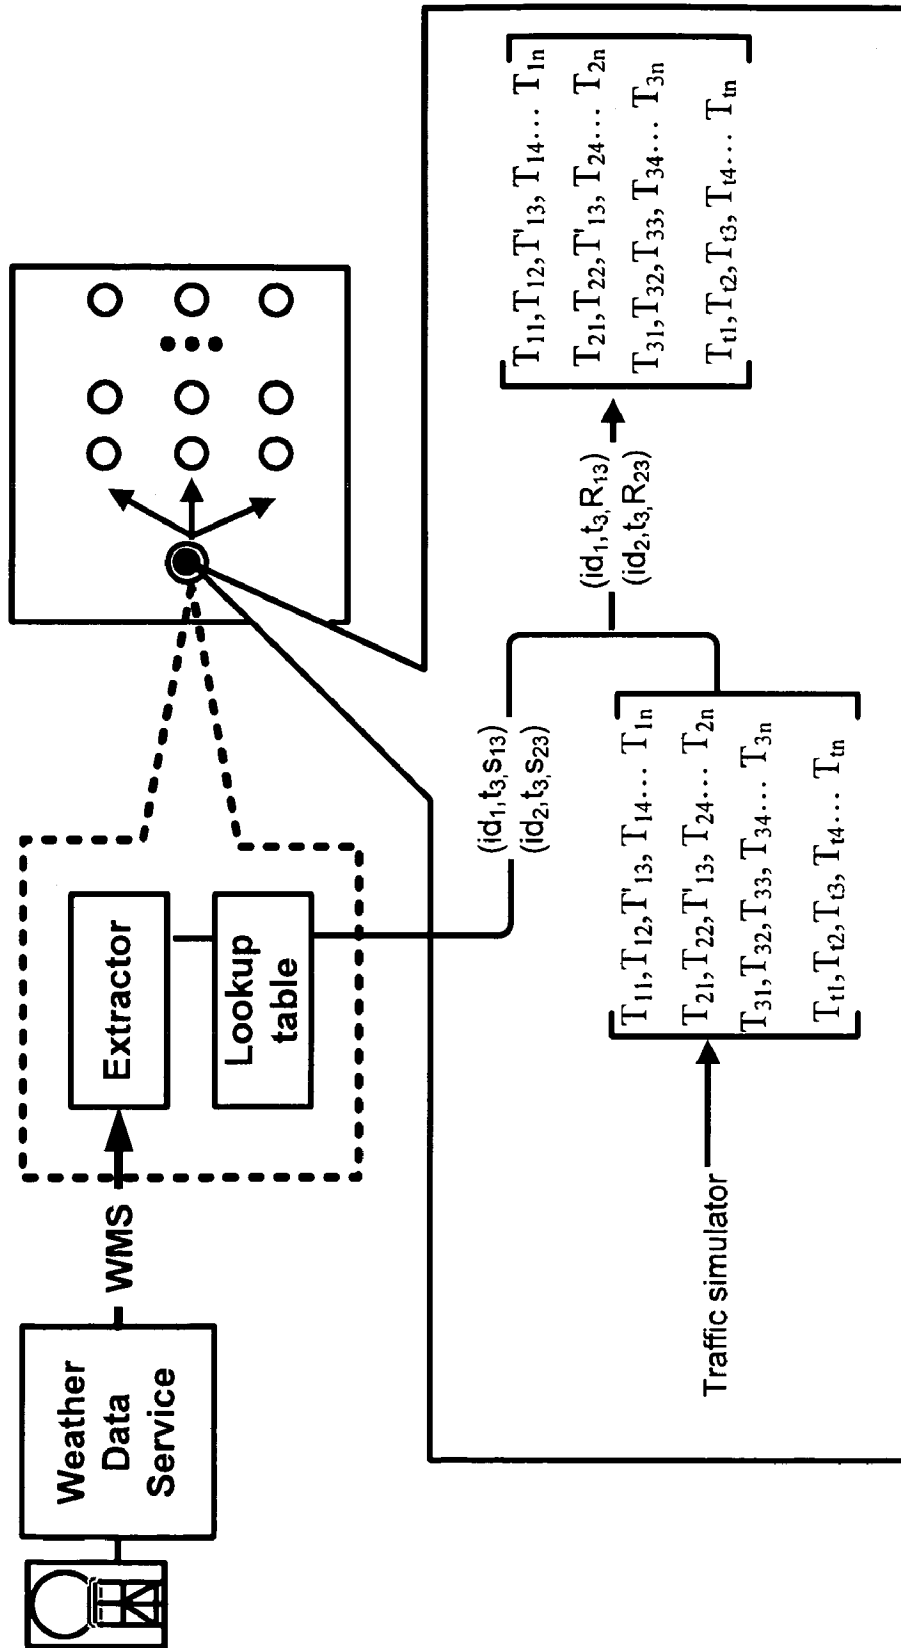 Weather
Data
Service
WMS
Extractor
Lookup
table
(id1,t3,s13)
(id2,t3,s23)
Traffic simulator
T11,T12,T'13, T14... T1n
T21,T22,T'13, T24... T2n
T31,T32,T33, T34... T3n
Tt1,Tt2,Tt3, Tt4... Ttn
(id1,t3,R13)
(id2,t3,R23)
T11,T12,T'13, T14... T1n
T21,T22,T'13, T24... T2n
T31,T32,T33, T34... T3n
Tt1,Tt2,Tt3, Tt4... Ttn